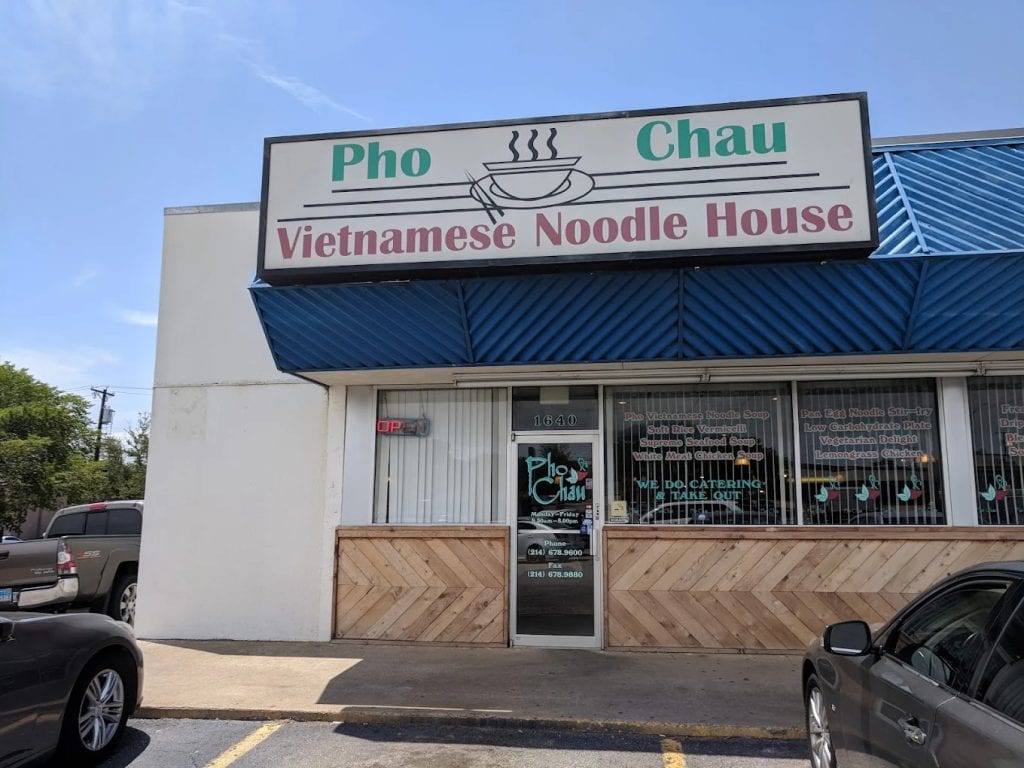 Pho Chau
Vietnamese Noodle House
OPEN
1640
Pho Chau
Monday-Friday
Phone
(214) 678.9600
Fax
(214) 678.9880
Pho Vietnamese Noodle Soup
Soft Rice Vermicelli
Supreme Seafood Soup
White Meat Chicken Soup
WE DO CATERING
& TAKE OUT
Pan Egg Noodle Stir-fry
Low Carbohydrate Plate
Vegetarian Delight
Lemongrass Chicken